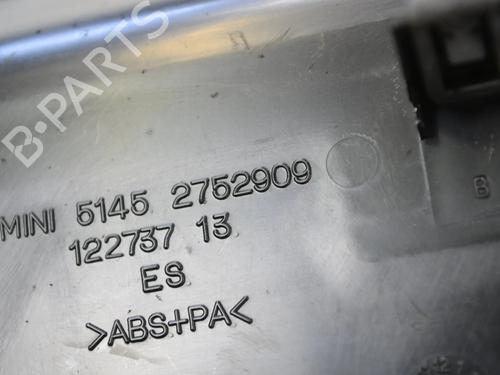 B-PARTS
MINI 5145 2752909
122737 13
ES
>ABS+PA<
B